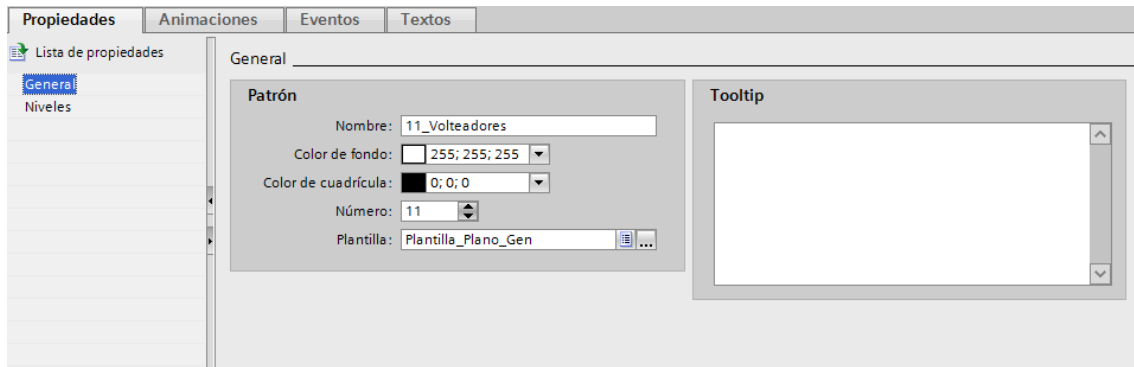 Propiedades Animaciones Eventos Textos
Lista de propiedades
General
Niveles
General
Patrón
Nombre: 11_Volteadores
Color de fondo: 255; 255; 255
Color de cuadrícula: 0; 0; 0
Número: 11
Plantilla: Plantilla_Plano_Gen ...
Tooltip